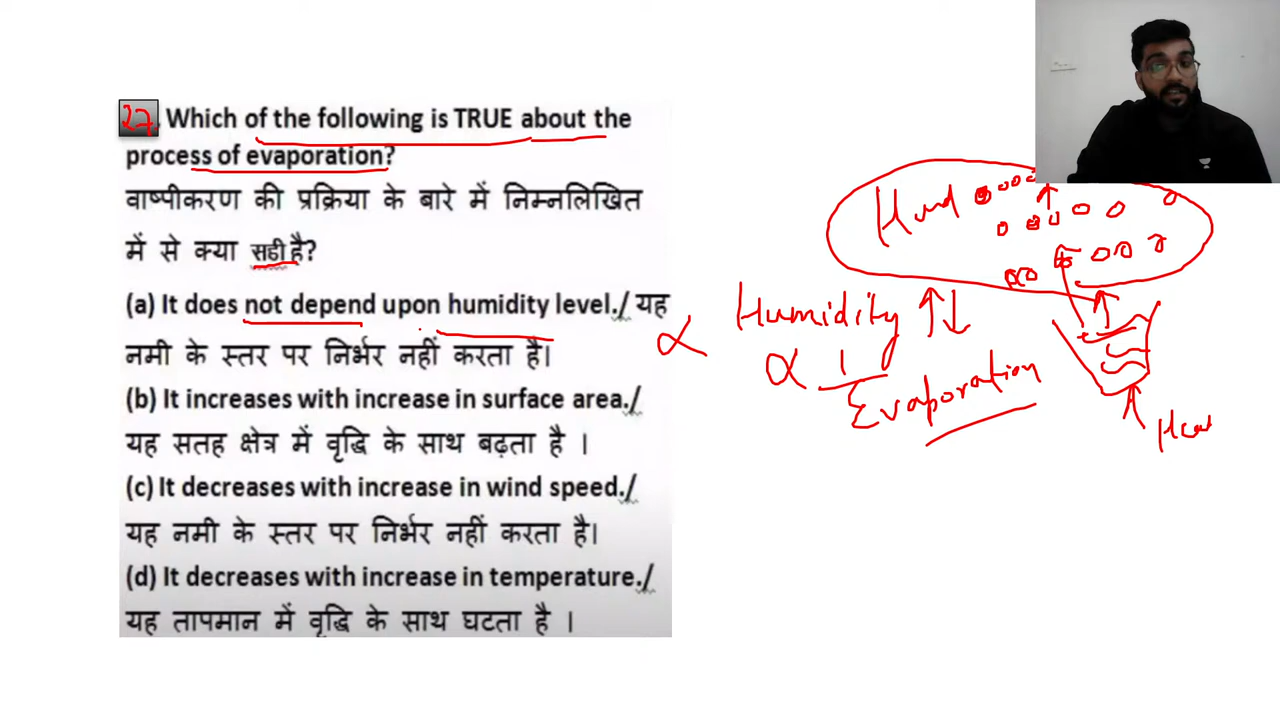 27. Which of the following is TRUE about the
process of evaporation?
वाष्पीकरण की प्रक्रिया के बारे में निम्नलिखित
में से क्या सही है?
(a) It does not depend upon humidity level./ यह
नमी के स्तर पर निर्भर नहीं करता है।
(b) It increases with increase in surface area./
यह सतह क्षेत्र में वृद्धि के साथ बढ़ता है ।
(c) It decreases with increase in wind speed./
यह नमी के स्तर पर निर्भर नहीं करता है।
(d) It decreases with increase in temperature./
यह तापमान में वृद्धि के साथ घटता है ।
Humidity ↑↓
∝ ∝ 1
Evaporation